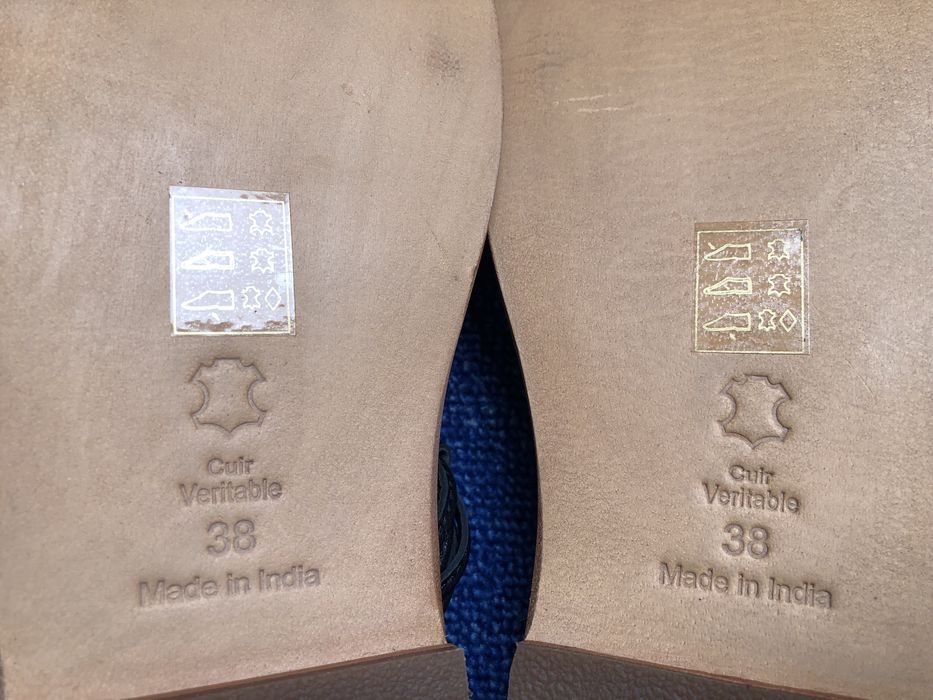 Cuir
Veritable
38
Made in India
Cuir
Veritable
38
Made in India